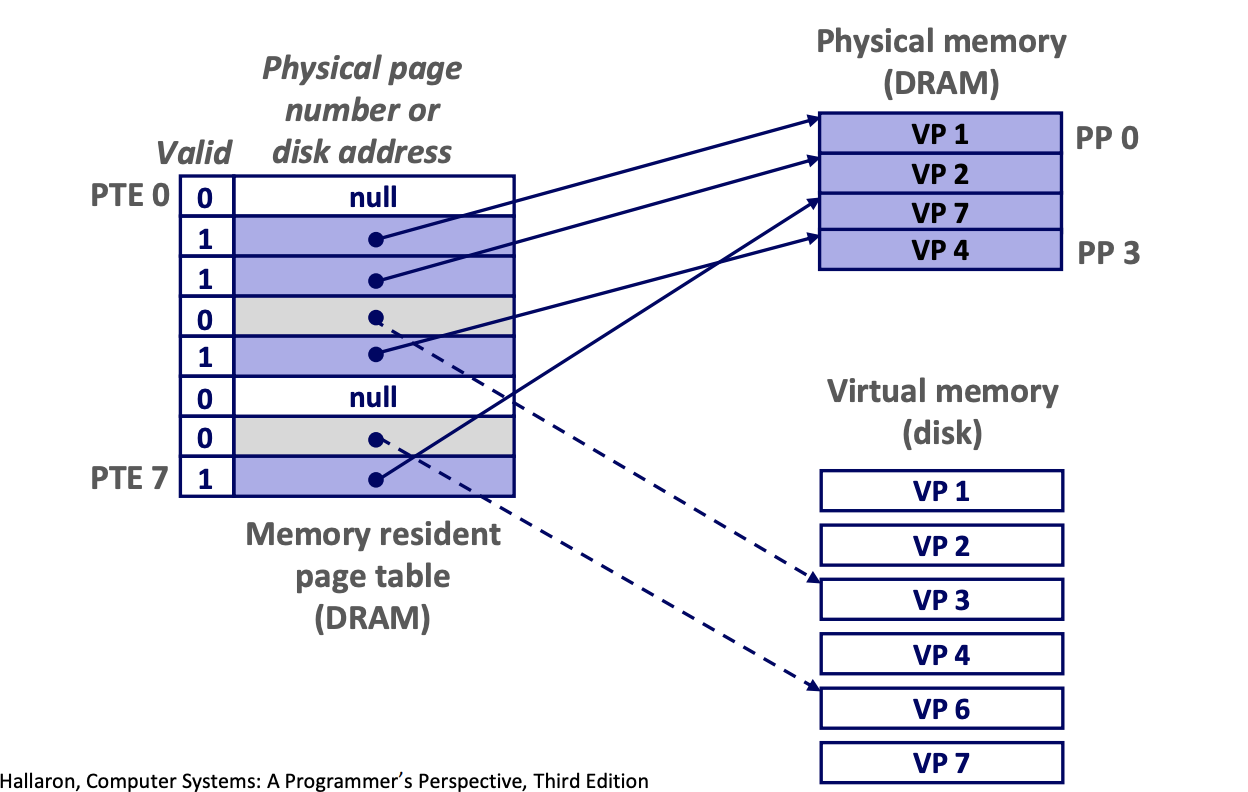 Physical page
number or
disk address
Valid
PTE 0
0
null
1
1
0
1
0
null
0
PTE 7
1
Memory resident
page table
(DRAM)
Physical memory
(DRAM)
VP 1
PP 0
VP 2
VP 7
VP 4
PP 3
Virtual memory
(disk)
VP 1
VP 2
VP 3
VP 4
VP 6
VP 7
Hallaron, Computer Systems: A Programmer’s Perspective, Third Edition